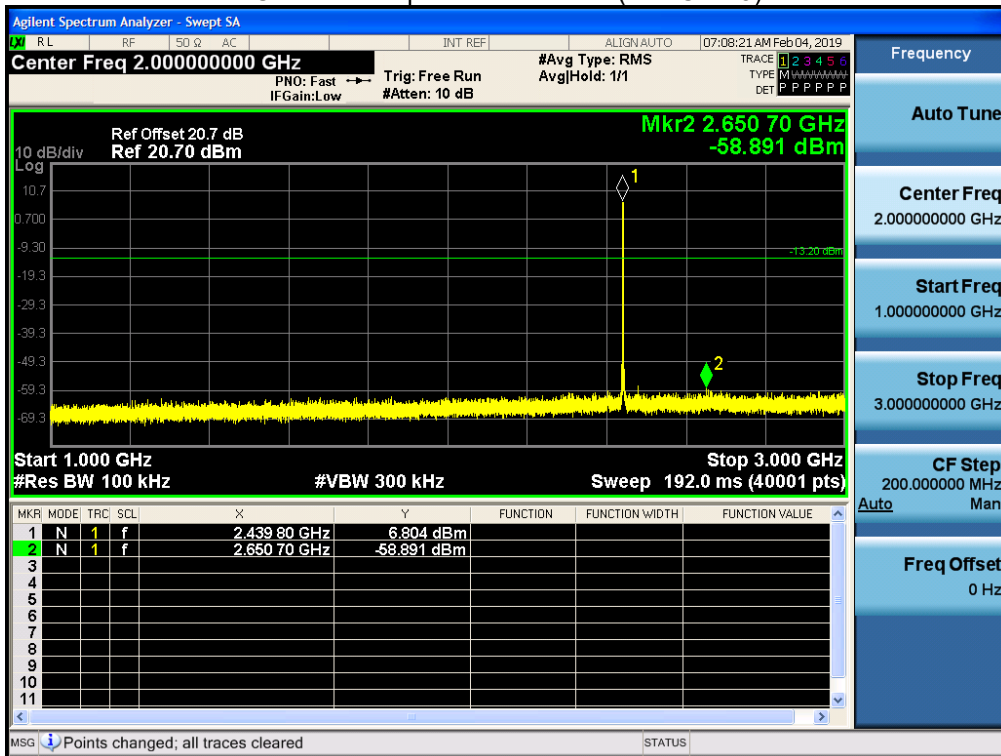 Agilent Spectrum Analyzer - Swept SA
LXI RL RF 50 Ω AC INT REF ALIGN AUTO 07:08:21 AM Feb 04, 2019
Center Freq 2.000000000 GHz
PNO: Fast
IFGain:Low
Trig: Free Run
#Atten: 10 dB
#Avg Type: RMS
Avg|Hold: 1/1
TRACE 1 2 3 4 5 6
TYPE M
DET P P P P P P
Ref Offset 20.7 dB
10 dB/div Ref 20.70 dBm
Log
Mkr2 2.650 70 GHz
-58.891 dBm
1
10.7
0.700
-9.30
-13.20 dBm
-19.3
-29.3
-39.3
-49.3
2
-59.3
-69.3
Start 1.000 GHz Stop 3.000 GHz
#Res BW 100 kHz #VBW 300 kHz Sweep 192.0 ms (40001 pts)
MKR MODE TRC SCL X Y FUNCTION FUNCTION WIDTH FUNCTION VALUE
1 N 1 f 2.439 80 GHz 6.804 dBm
2 N 1 f 2.650 70 GHz -58.891 dBm
3
4
5
6
7
8
9
10
11
MSG Points changed; all traces cleared STATUS
Frequency
Auto Tune
Center Freq
2.000000000 GHz
Start Freq
1.000000000 GHz
Stop Freq
3.000000000 GHz
CF Step
200.000000 MHz
Auto Man
Freq Offset
0 Hz